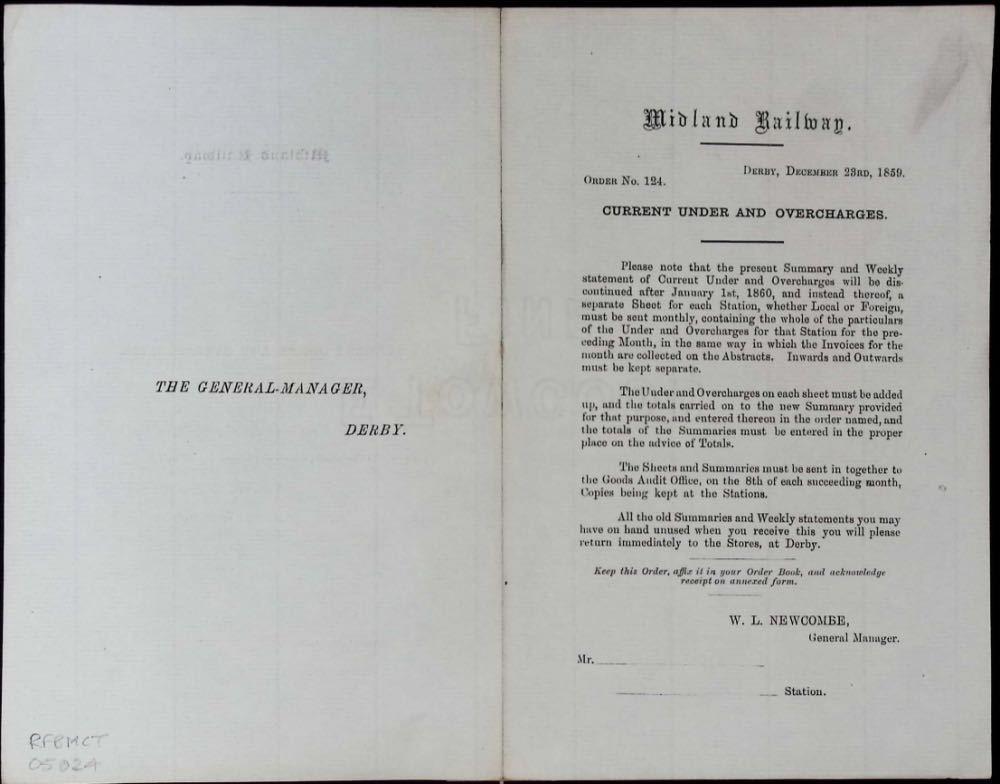 THE GENERAL-MANAGER,
DERBY.
RFBMCT
05024
Midland Railway.
DERBY, DECEMBER 23RD, 1859.
ORDER No. 124.
CURRENT UNDER AND OVERCHARGES.
Please note that the present Summary and Weekly
statement of Current Under and Overcharges will be dis-
continued after January 1st, 1860, and instead thereof, a
separate Sheet for each Station, whether Local or Foreign,
must be sent monthly, containing the whole of the particulars
of the Under and Overcharges for that Station for the pre-
ceding Month, in the same way in which the Invoices for the
month are collected on the Abstracts. Inwards and Outwards
must be kept separate.
The Under and Overcharges on each sheet must be added
up, and the totals carried on to the new Summary provided
for that purpose, and entered thereon in the order named, and
the totals of the Summaries must be entered in the proper
place on the advice of Totals.
The Sheets and Summaries must be sent in together to
the Goods Audit Office, on the 8th of each succeeding month,
Copies being kept at the Stations.
All the old Summaries and Weekly statements you may
have on hand unused when you receive this you will please
return immediately to the Stores, at Derby.
Keep this Order, affix it in your Order Book, and acknowledge
receipt on annexed form.
W. L. NEWCOMBE,
General Manager.
Mr.
Station.